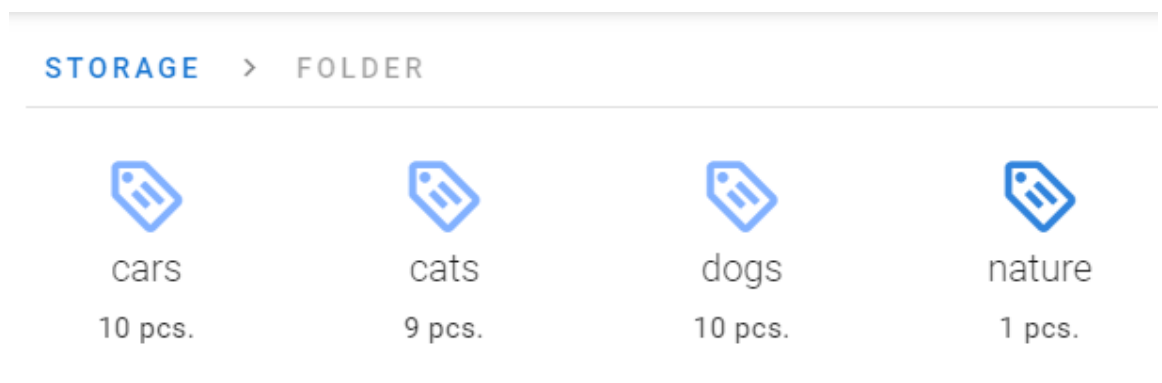 STORAGE > FOLDER
cars cats dogs nature
10 pcs. 9 pcs. 10 pcs. 1 pcs.